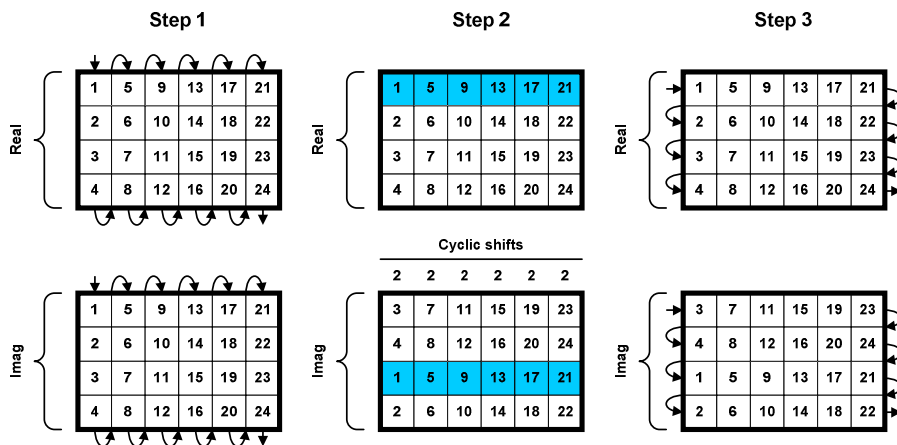 Step 1 Step 2 Step 3
Real
1 5 9 13 17 21
2 6 10 14 18 22
3 7 11 15 19 23
4 8 12 16 20 24
Real
1 5 9 13 17 21
2 6 10 14 18 22
3 7 11 15 19 23
4 8 12 16 20 24
Real
1 5 9 13 17 21
2 6 10 14 18 22
3 7 11 15 19 23
4 8 12 16 20 24
Imag
1 5 9 13 17 21
2 6 10 14 18 22
3 7 11 15 19 23
4 8 12 16 20 24
Cyclic shifts
2 2 2 2 2 2
Imag
3 7 11 15 19 23
4 8 12 16 20 24
1 5 9 13 17 21
2 6 10 14 18 22
Imag
3 7 11 15 19 23
4 8 12 16 20 24
1 5 9 13 17 21
2 6 10 14 18 22